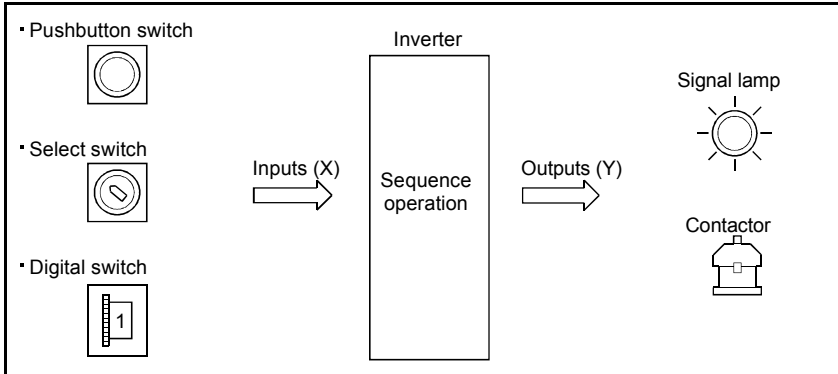 ・Pushbutton switch
Inverter
Signal lamp
・Select switch
Inputs (X)
Sequence
operation
Outputs (Y)
Contactor
・Digital switch
1